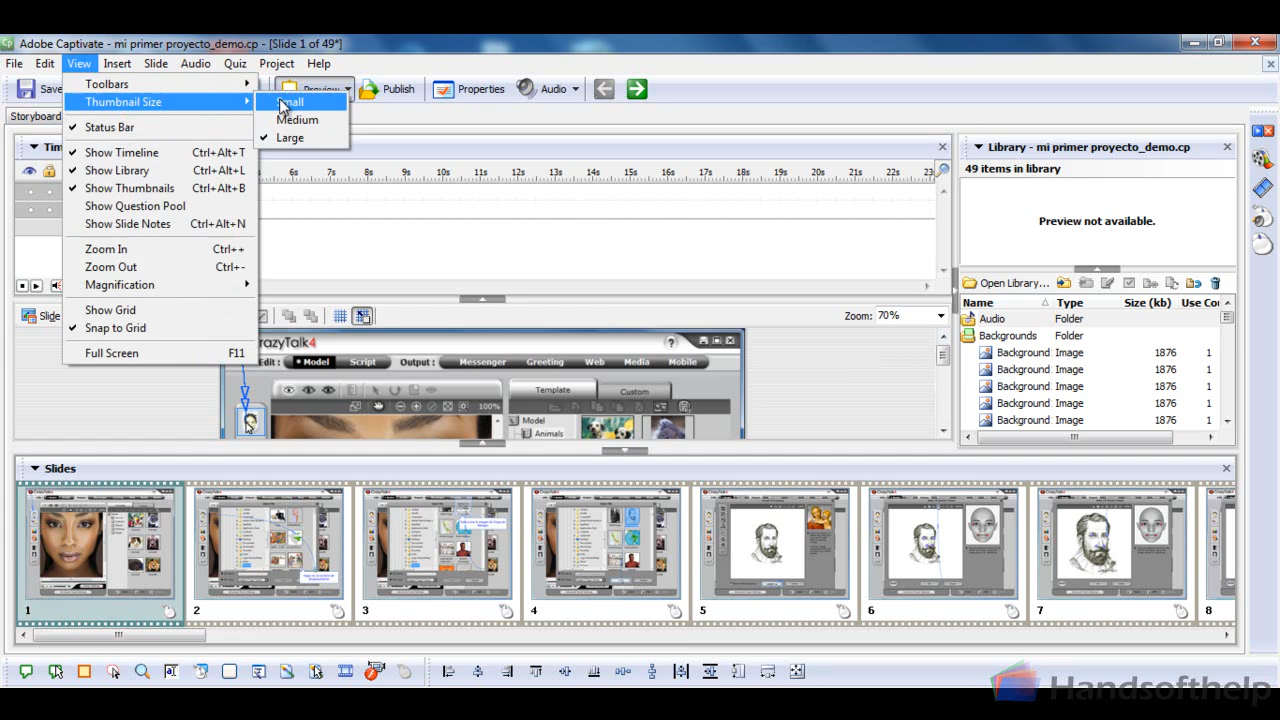 Adobe Captivate - mi primer proyecto_demo.cp - [Slide 1 of 49*]
File Edit View Insert Slide Audio Quiz Project Help
Save Preview Publish Properties Audio
Storyboard
Toolbars
Thumbnail Size
Small
Medium
Large
Status Bar
Show Timeline Ctrl+Alt+T
Show Library Ctrl+Alt+L
Show Thumbnails Ctrl+Alt+B
Show Question Pool
Show Slide Notes Ctrl+Alt+N
Zoom In Ctrl++
Zoom Out Ctrl+-
Magnification
Show Grid
Snap to Grid
Full Screen F11
6s 7s 8s 9s 10s 11s 12s 13s 14s 15s 16s 17s 18s 19s 20s 21s 22s 23
Library - mi primer proyecto_demo.cp
49 items in library
Preview not available.
Open Library...
Name Type Size (kb) Use Co
Audio Folder
Backgrounds Folder
Background Image 1876 1
Background Image 1876 1
Background Image 1876 1
Background Image 1876 1
Background Image 1876 1
Slide
Zoom: 70%
razyTalk4
Edit : Model Script Output : Messenger Greeting Web Media Mobile
Template Custom
100%
Model
Animals
Slides
1 2 3 4 5 6 7 8
Handsofthelp